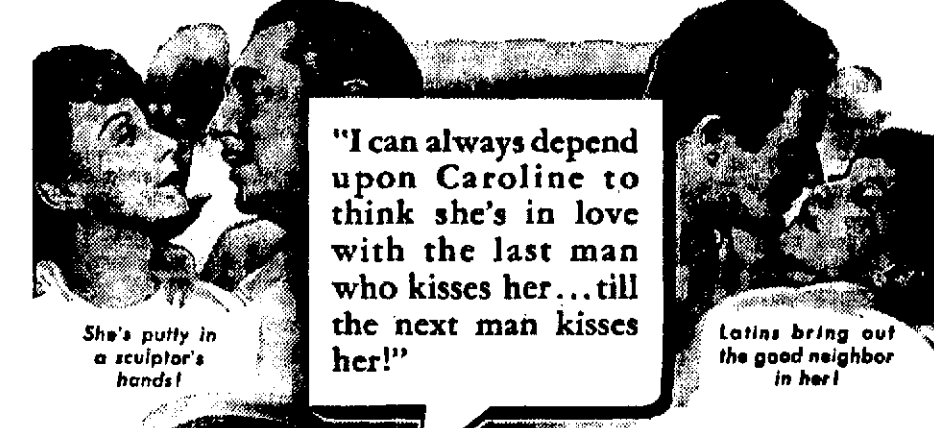 "I can always depend
upon Caroline to
think she's in love
with the last man
who kisses her...till
the next man kisses
her!"
She's putty in
a sculptor's
hands!
Latins bring out
the good neighbor
in her!